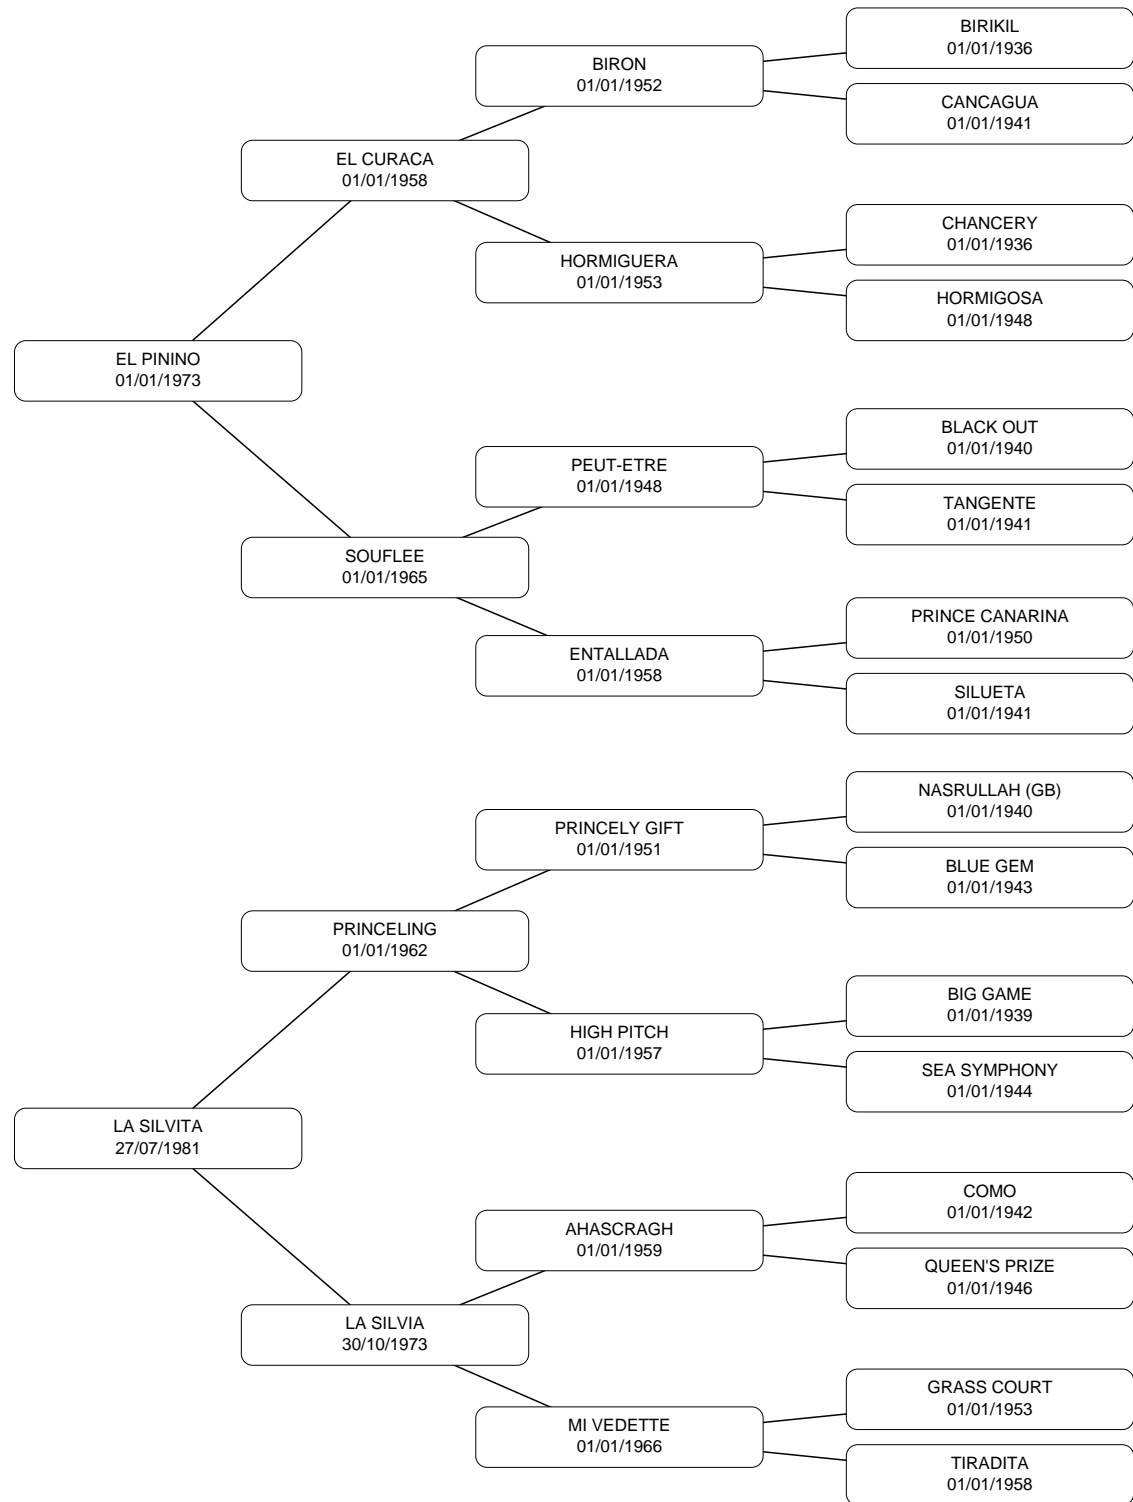 BIRIKIL
01/01/1936
BIRON
01/01/1952
CANCAGUA
01/01/1941
EL CURACA
01/01/1958
CHANCERY
01/01/1936
HORMIGUERA
01/01/1953
HORMIGOSA
01/01/1948
EL PININO
01/01/1973
BLACK OUT
01/01/1940
PEUT-ETRE
01/01/1948
TANGENTE
01/01/1941
SOUFLEE
01/01/1965
PRINCE CANARINA
01/01/1950
ENTALLADA
01/01/1958
SILUETA
01/01/1941
NASRULLAH (GB)
01/01/1940
PRINCELY GIFT
01/01/1951
BLUE GEM
01/01/1943
PRINCELING
01/01/1962
BIG GAME
01/01/1939
HIGH PITCH
01/01/1957
SEA SYMPHONY
01/01/1944
LA SILVITA
27/07/1981
COMO
01/01/1942
AHASCRAGH
01/01/1959
QUEEN'S PRIZE
01/01/1946
LA SILVIA
30/10/1973
GRASS COURT
01/01/1953
MI VEDETTE
01/01/1966
TIRADITA
01/01/1958